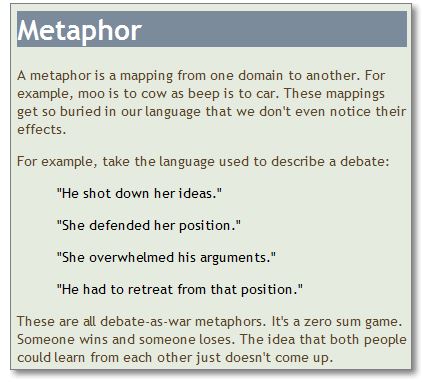 Metaphor
A metaphor is a mapping from one domain to another. For
example, moo is to cow as beep is to car. These mappings
get so buried in our language that we don't even notice their
effects.
For example, take the language used to describe a debate:
"He shot down her ideas."
"She defended her position."
"She overwhelmed his arguments."
"He had to retreat from that position."
These are all debate-as-war metaphors. It's a zero sum game.
Someone wins and someone loses. The idea that both people
could learn from each other just doesn't come up.